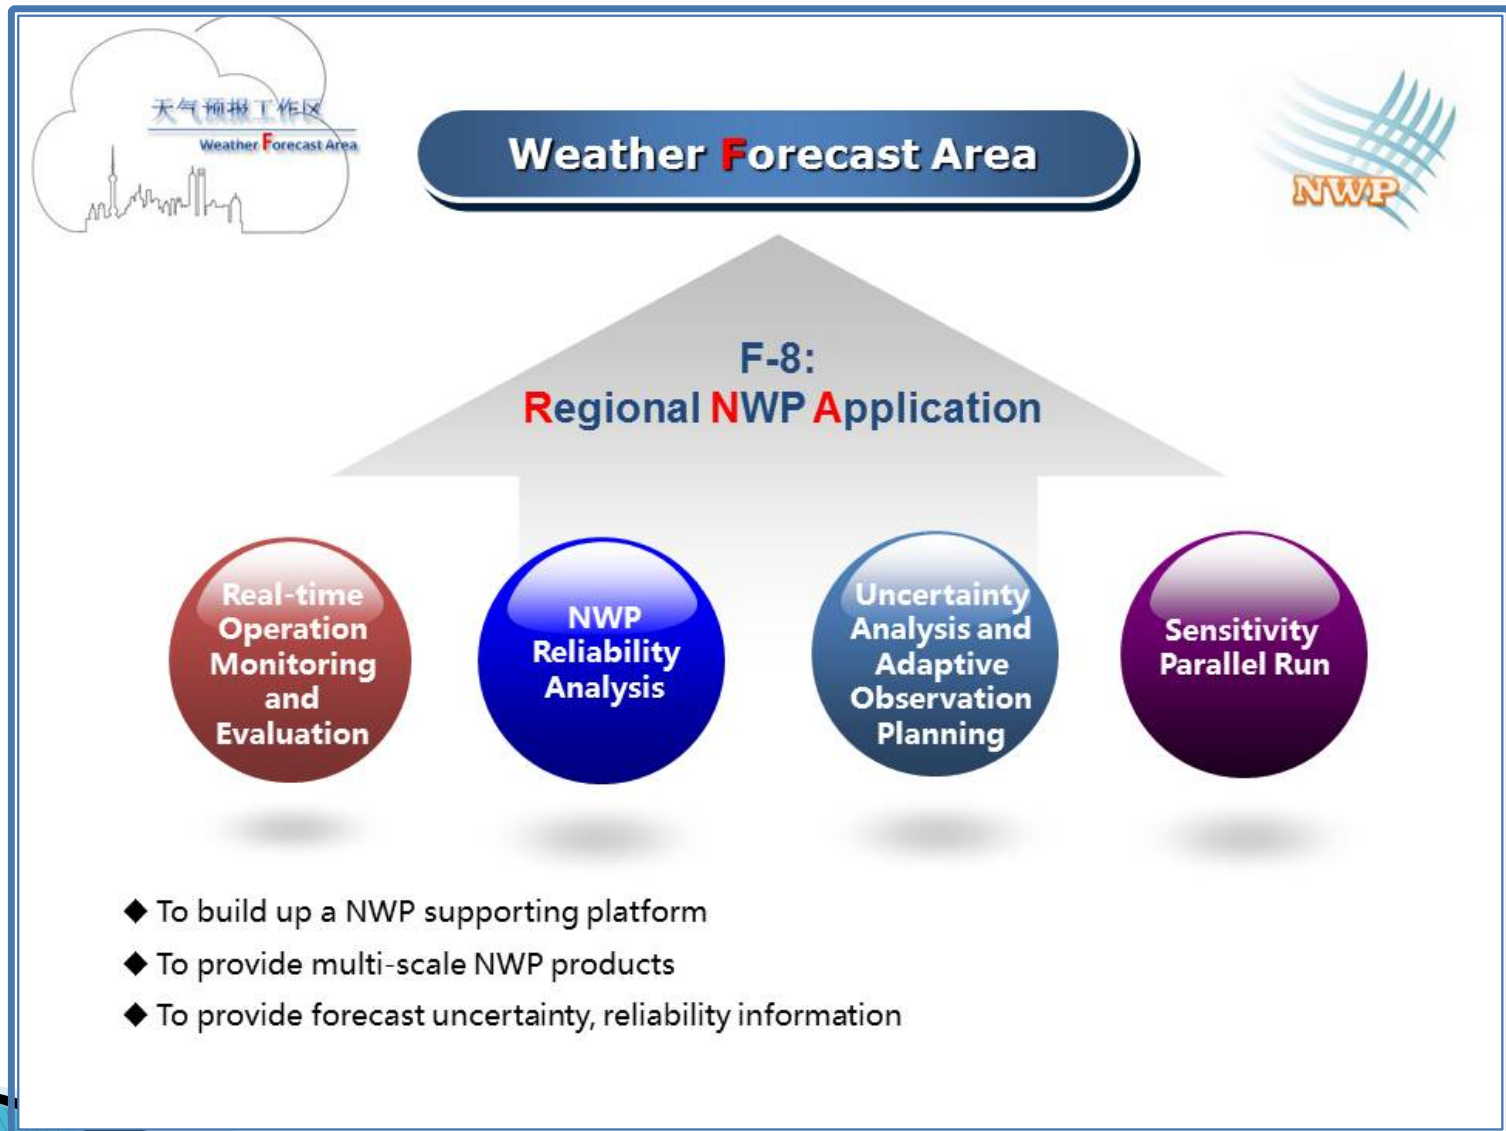 天气预报工作区
Weather Forecast Area
Weather Forecast Area
NWP
F-8:
Regional NWP Application
Real-time
Operation
Monitoring
and
Evaluation
NWP
Reliability
Analysis
Uncertainty
Analysis and
Adaptive
Observation
Planning
Sensitivity
Parallel Run
◆ To build up a NWP supporting platform
◆ To provide multi-scale NWP products
◆ To provide forecast uncertainty, reliability information